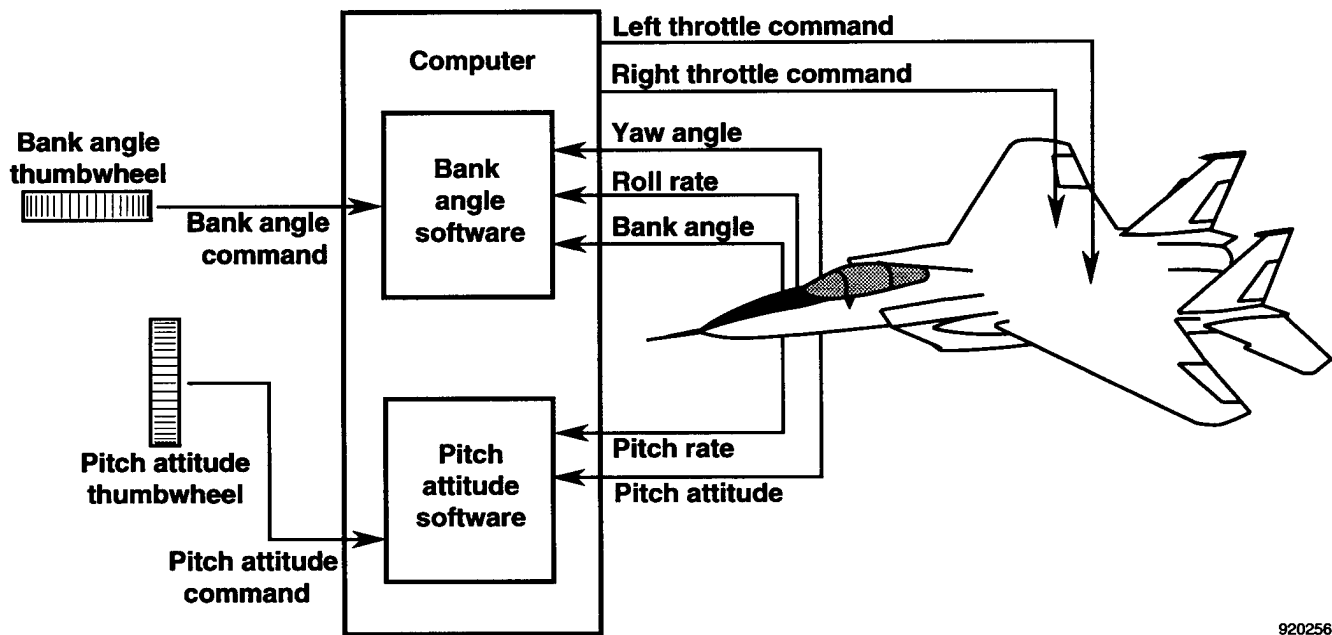 Computer
Left throttle command
Right throttle command
Bank angle
thumbwheel
Bank angle
command
Bank
angle
software
Yaw angle
Roll rate
Bank angle
Pitch attitude
thumbwheel
Pitch attitude
command
Pitch
attitude
software
Pitch rate
Pitch attitude
920256